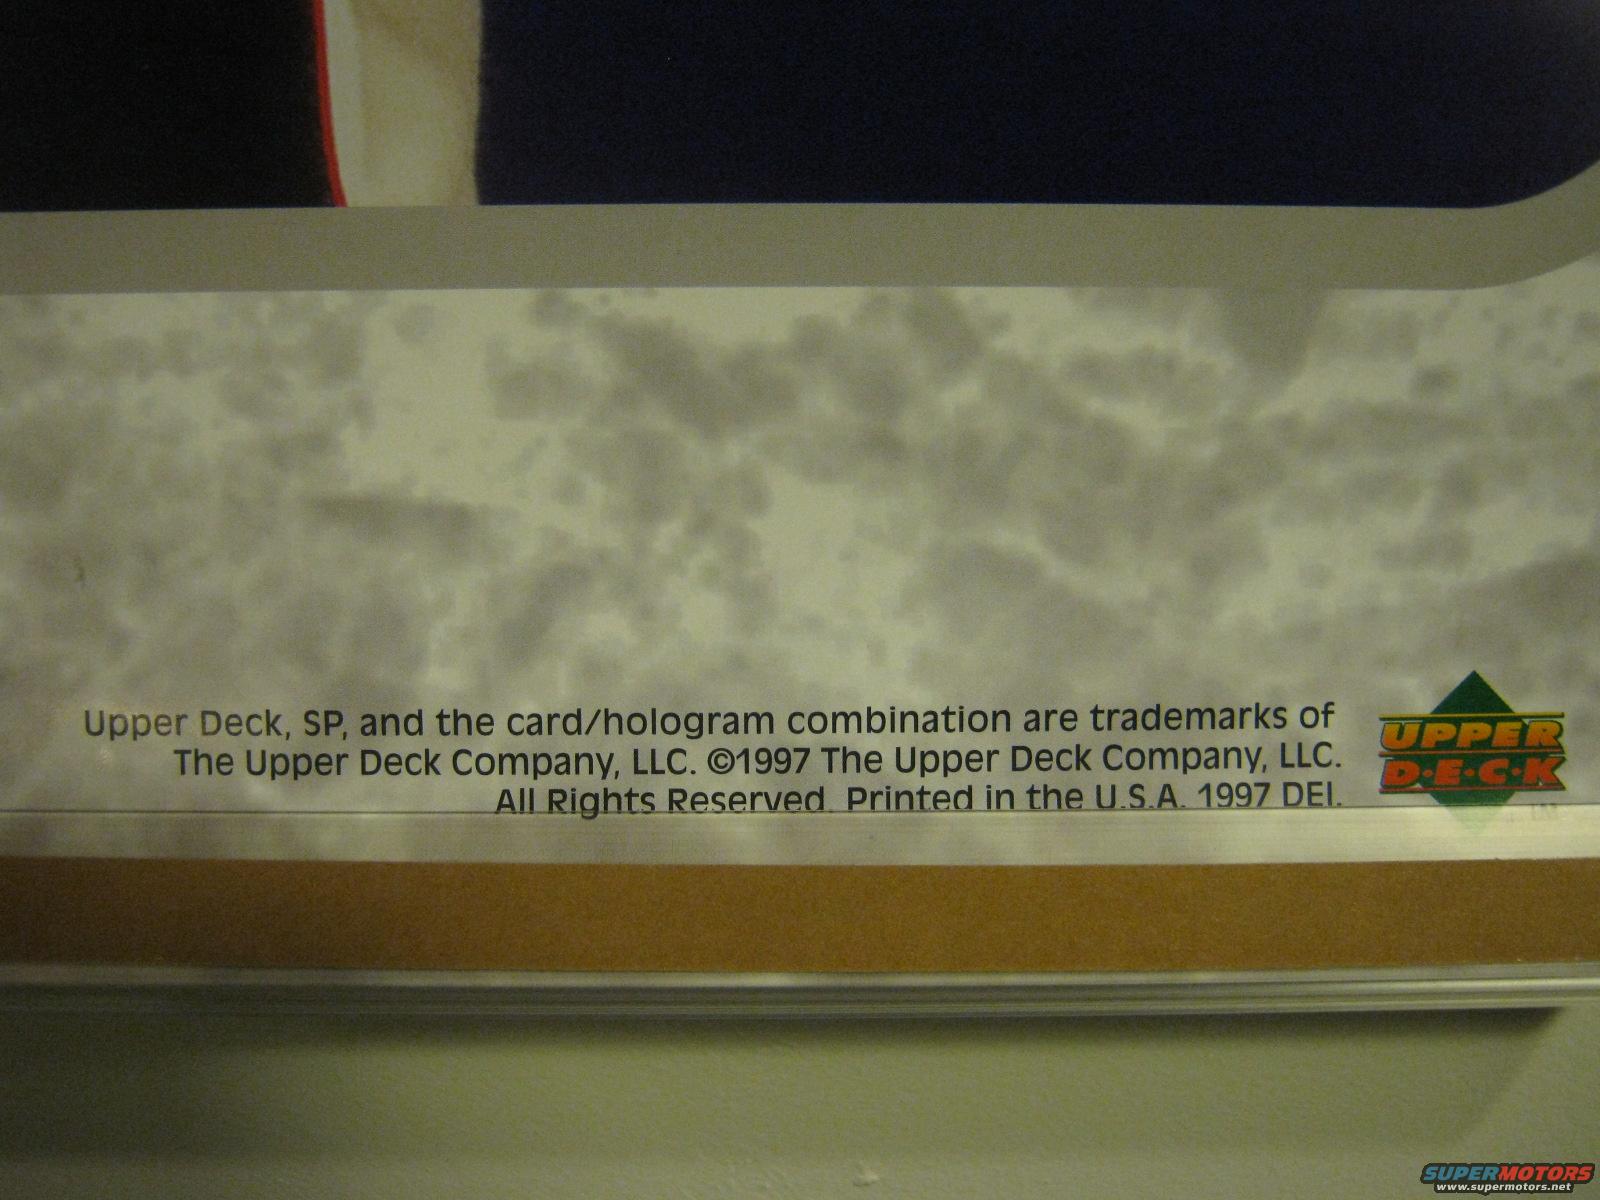 Upper Deck, SP, and the card/hologram combination are trademarks of
The Upper Deck Company, LLC. ©1997 The Upper Deck Company, LLC.
All Rights Reserved. Printed in the U.S.A. 1997 DEI.
UPPER
D·E·C·K
SUPERMOTORS
www.supermotors.net